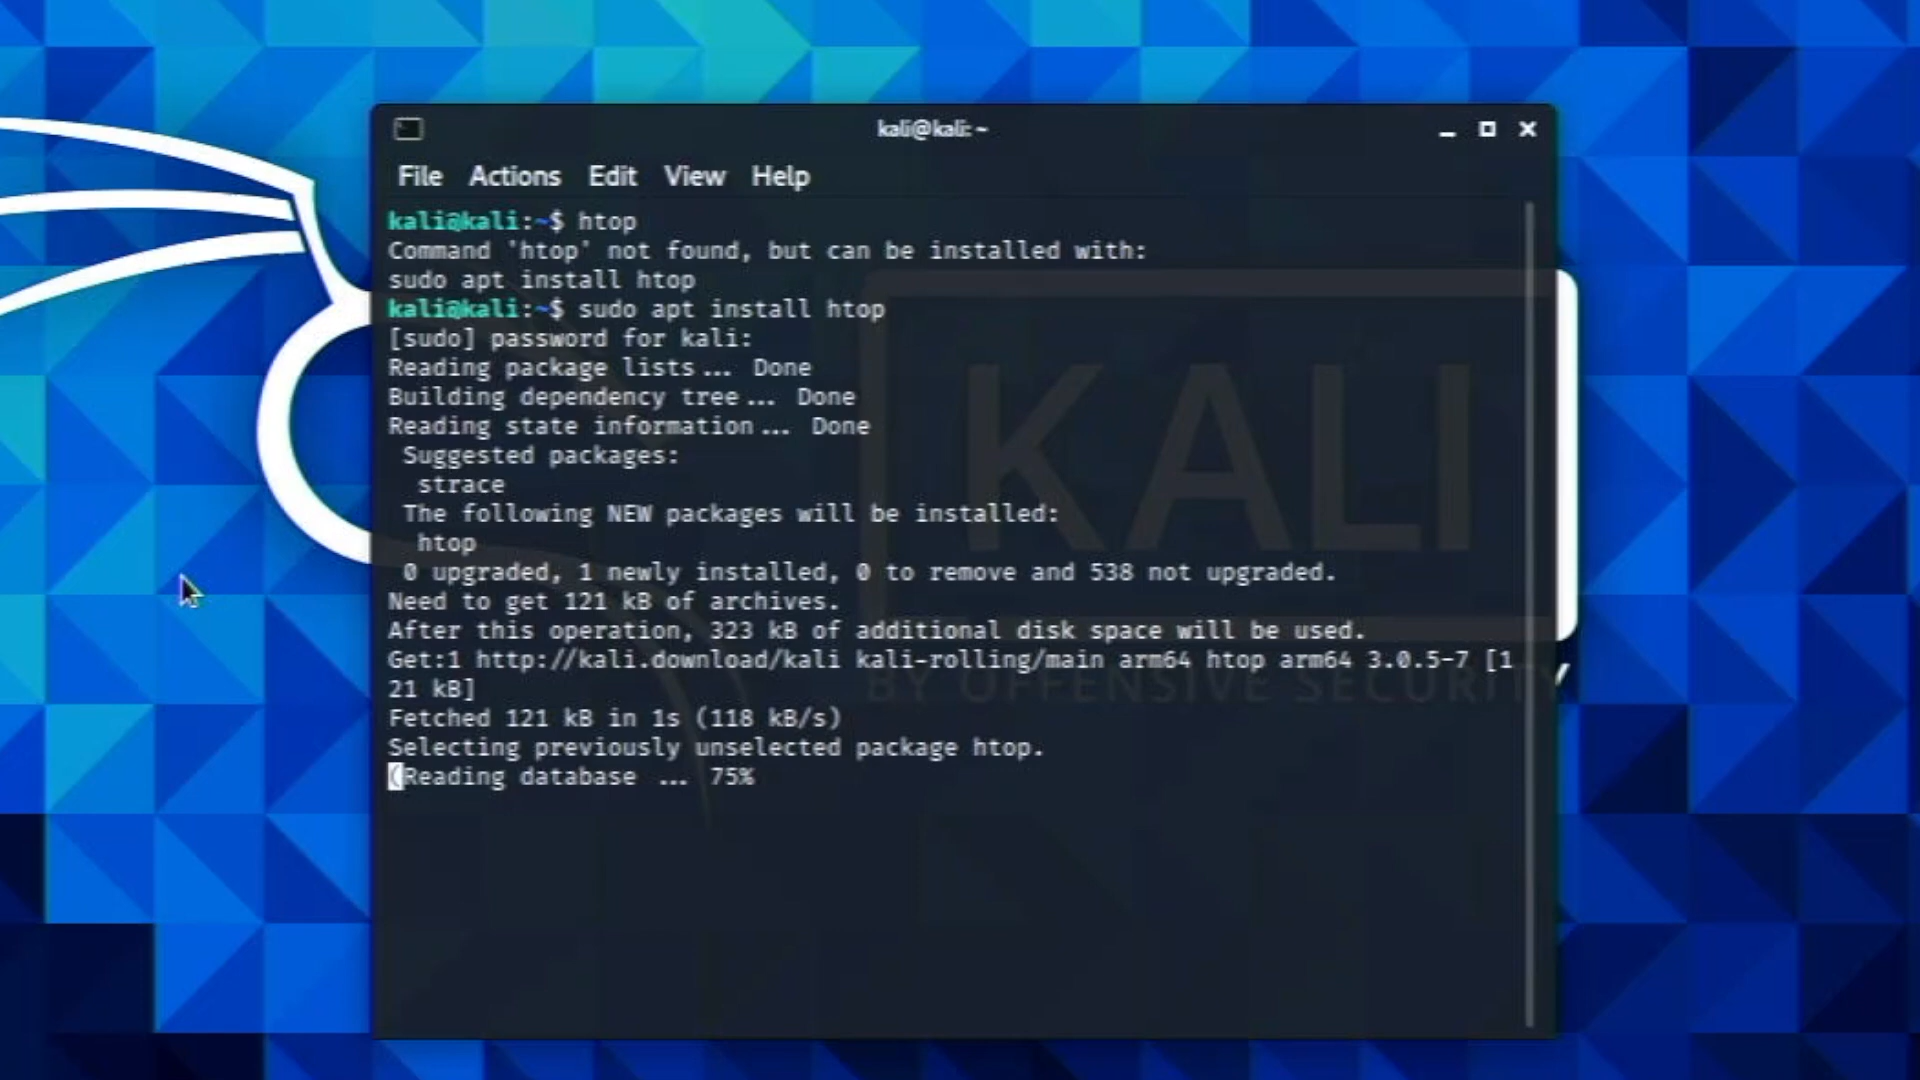 kali@kali: ~
File Actions Edit View Help
kali@kali:~$ htop
Command 'htop' not found, but can be installed with:
sudo apt install htop
kali@kali:~$ sudo apt install htop
[sudo] password for kali:
Reading package lists... Done
Building dependency tree... Done
Reading state information... Done
Suggested packages:
strace
The following NEW packages will be installed:
htop
0 upgraded, 1 newly installed, 0 to remove and 538 not upgraded.
Need to get 121 kB of archives.
After this operation, 323 kB of additional disk space will be used.
Get:1 http://kali.download/kali kali-rolling/main arm64 htop arm64 3.0.5-7 [1
21 kB]
Fetched 121 kB in 1s (118 kB/s)
Selecting previously unselected package htop.
(Reading database ... 75%
KALI
BY OFFENSIVE SECURITY